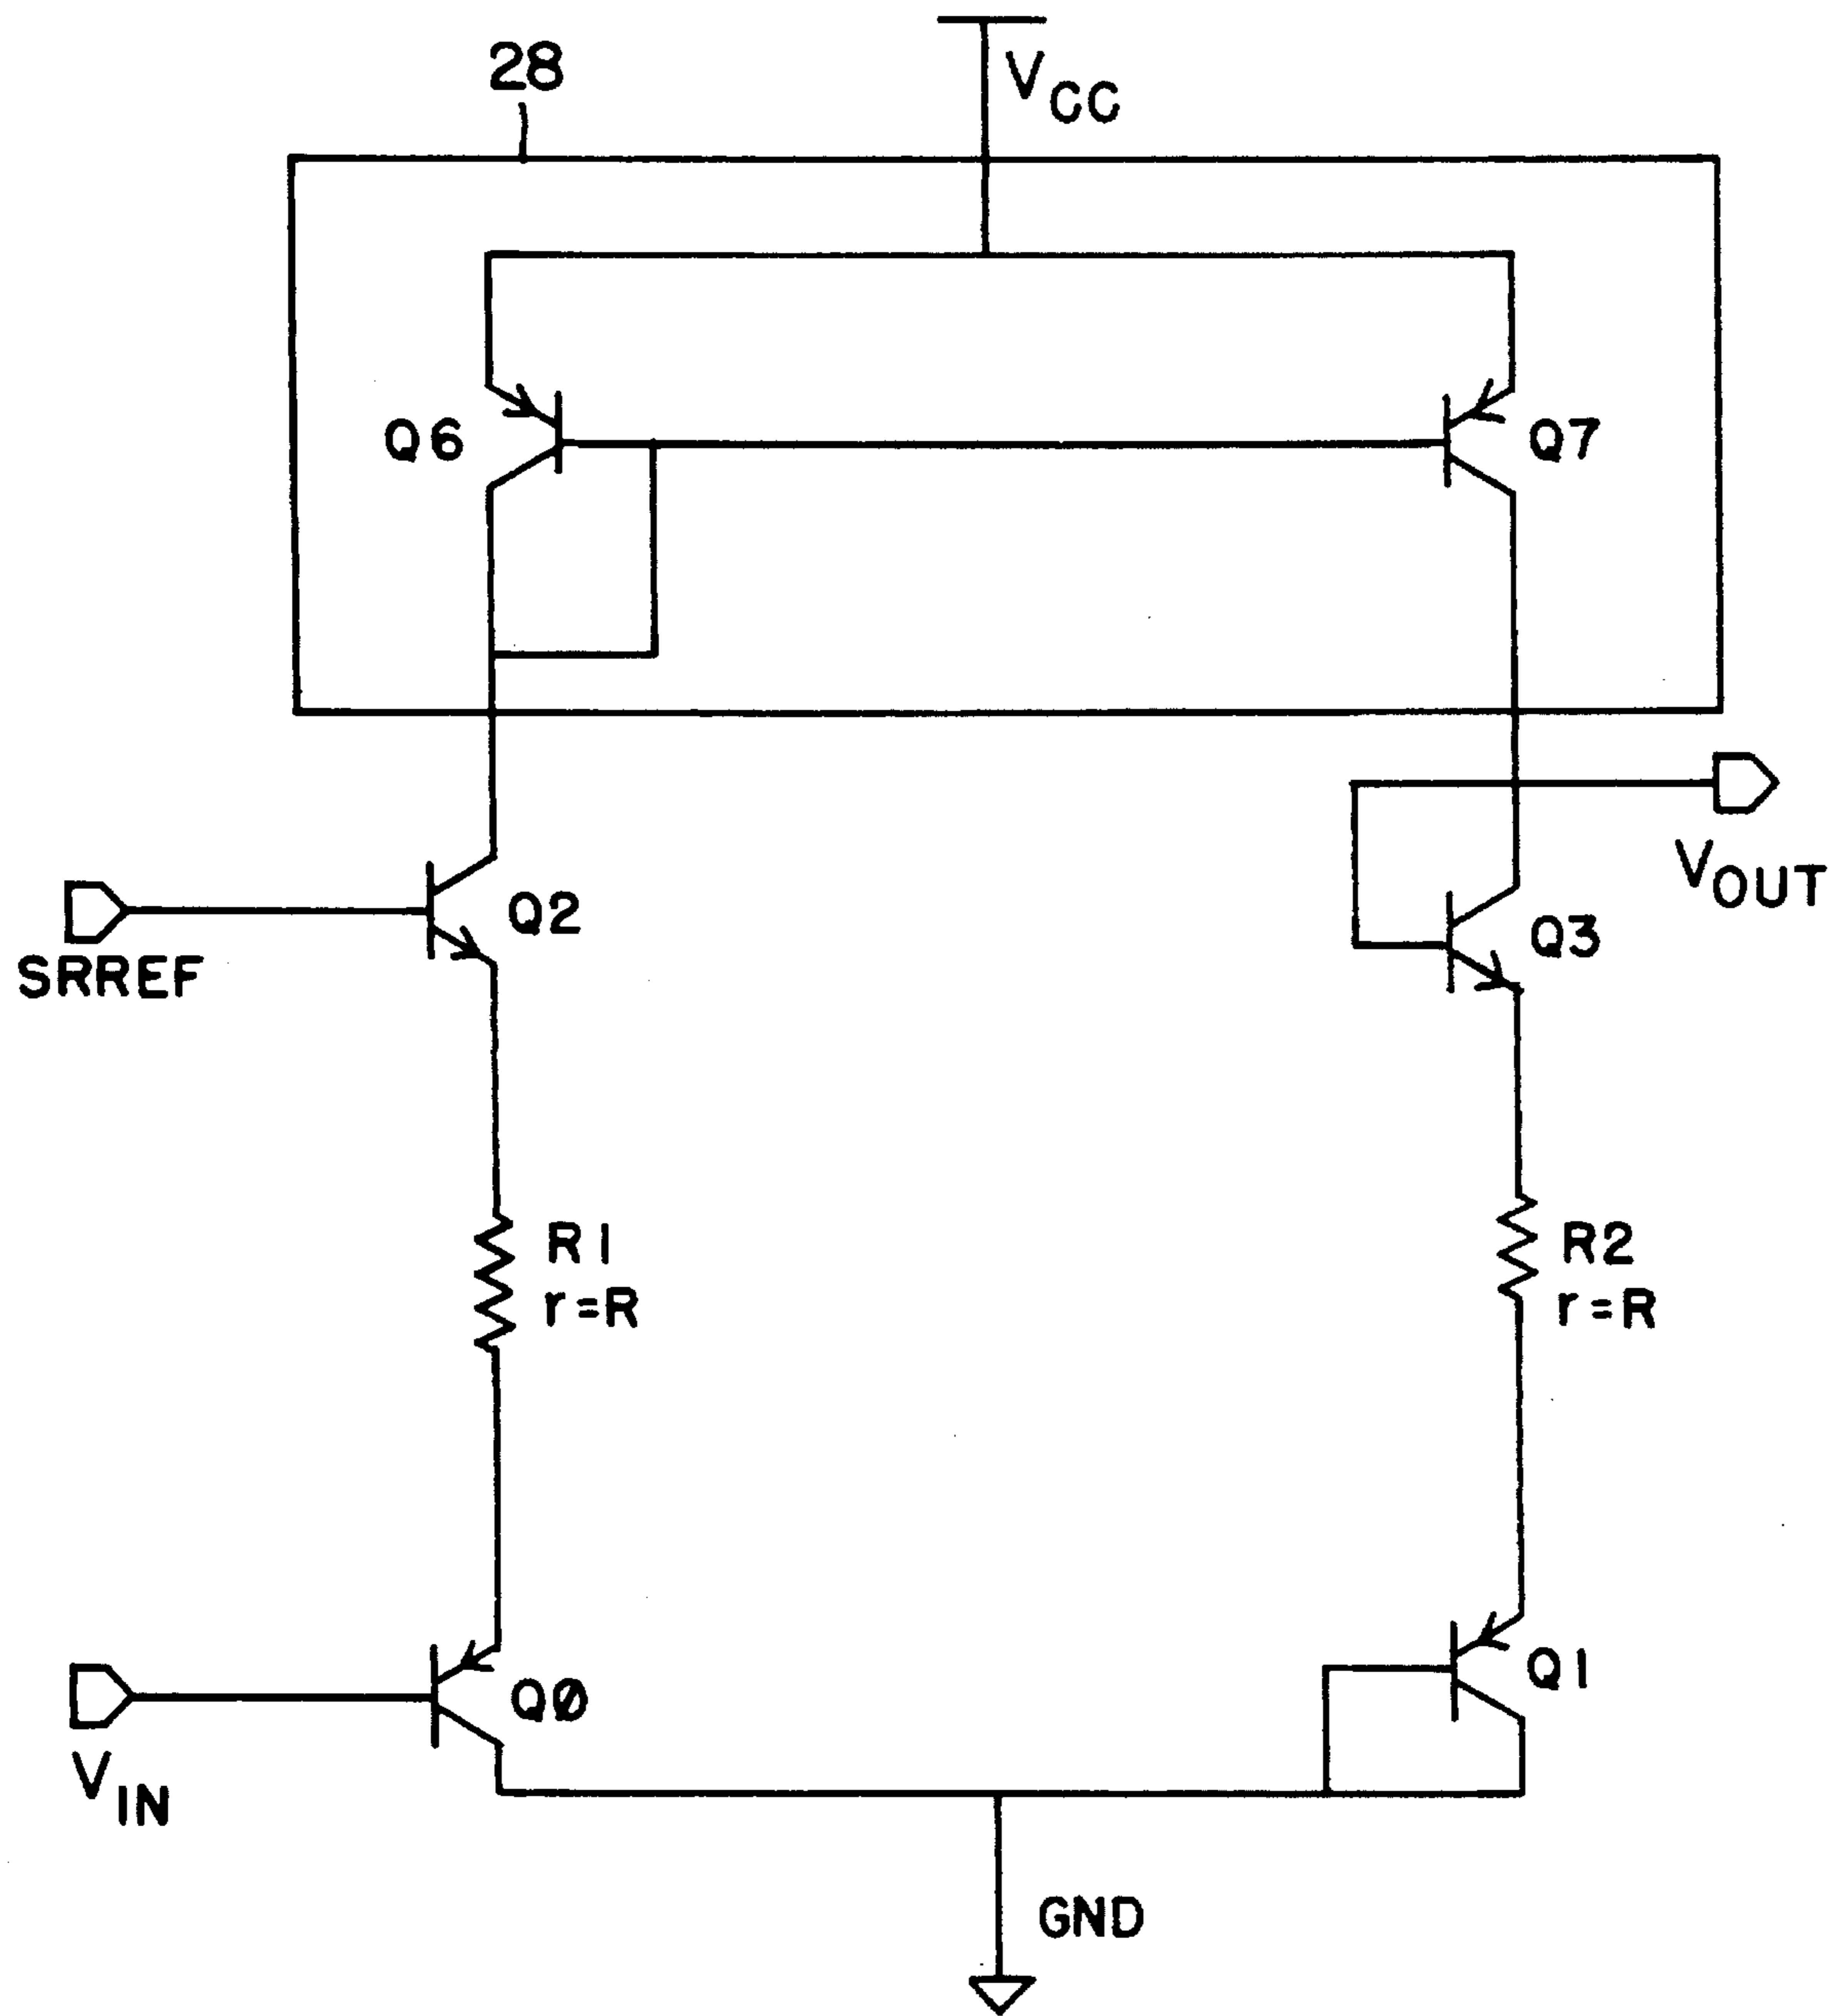 28
VCC
Q6
Q7
VOUT
Q2
Q3
SRREF
R1
r=R
R2
r=R
Q0
Q1
VIN
GND